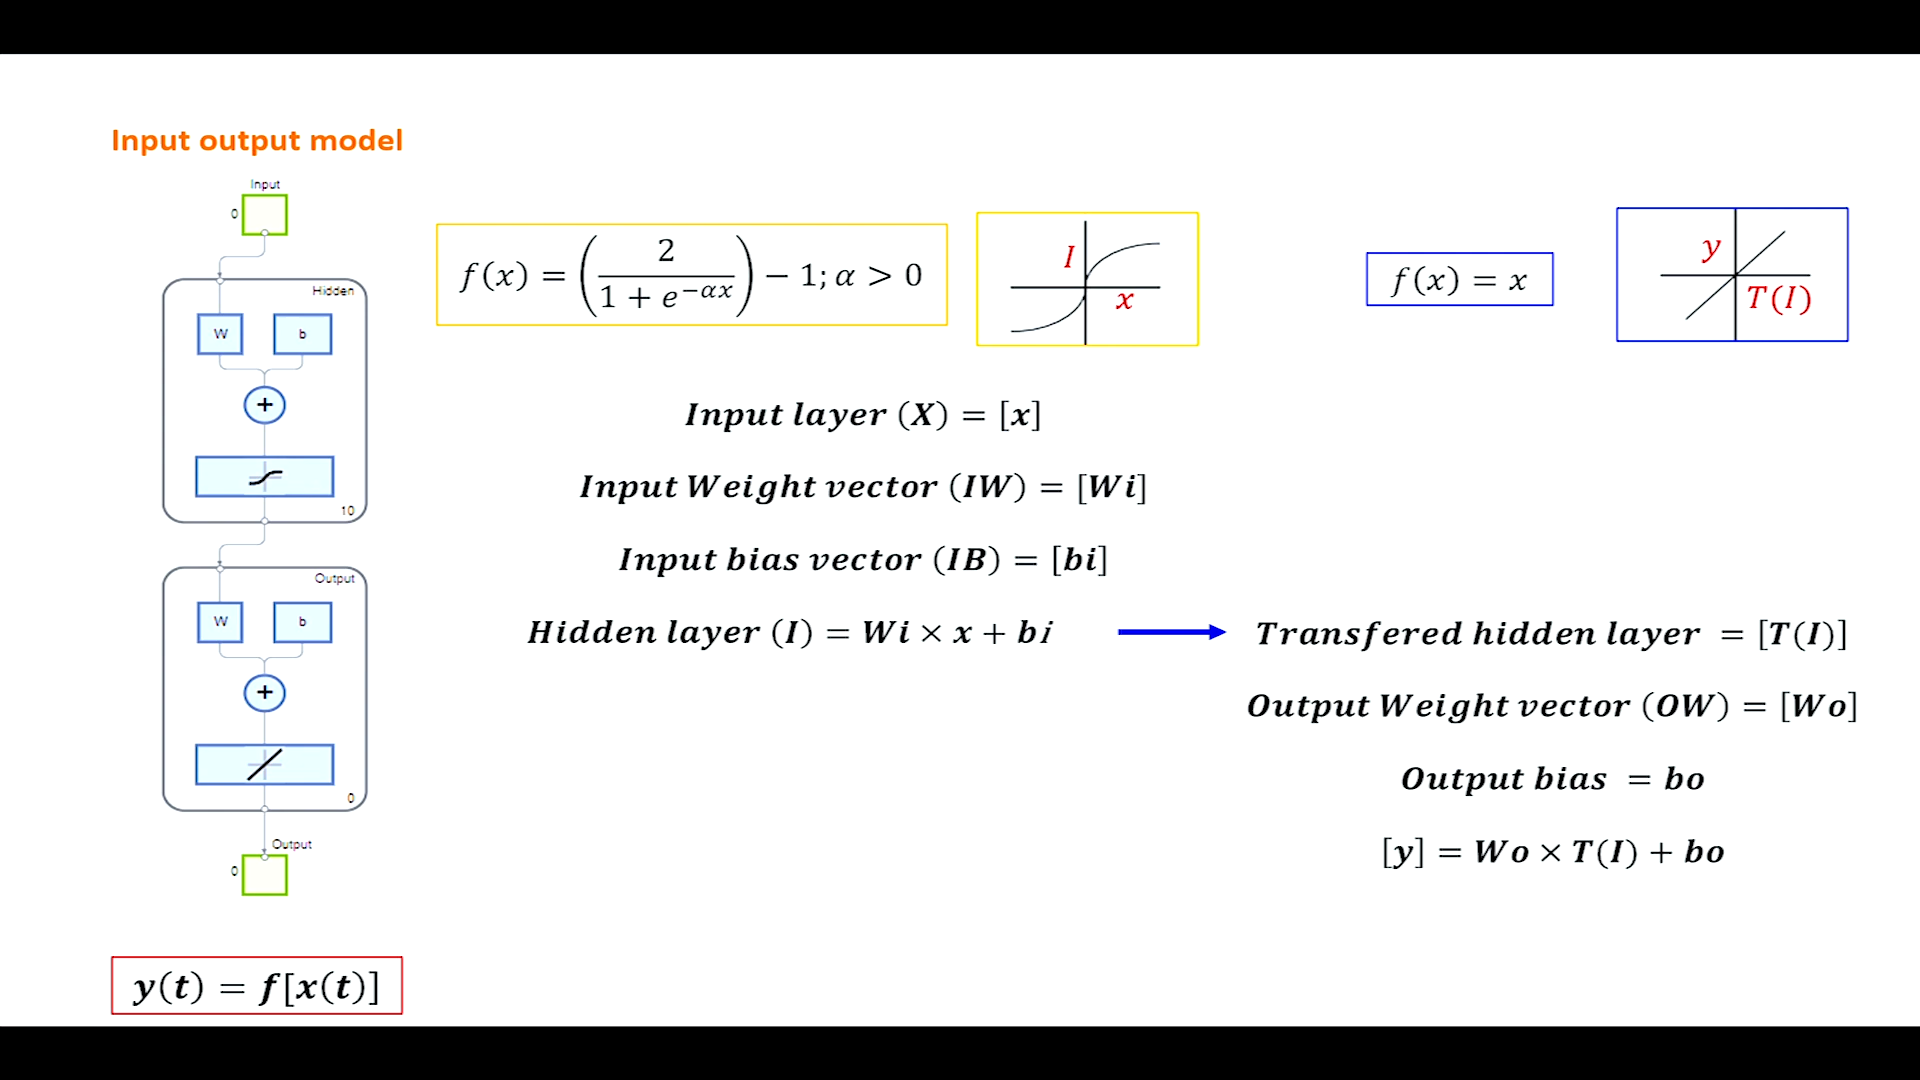 Input output model
Input
0
Hidden
W
b
+
10
Output
W
b
+
0
Output
0
y(t) = f[x(t)]
f(x) = (2 / (1 + e^{-αx})) − 1; α > 0
I
x
f(x) = x
y
T(I)
Input layer (X) = [x]
Input Weight vector (IW) = [Wi]
Input bias vector (IB) = [bi]
Hidden layer (I) = Wi × x + bi
Transfered hidden layer = [T(I)]
Output Weight vector (OW) = [Wo]
Output bias = bo
[y] = Wo × T(I) + bo